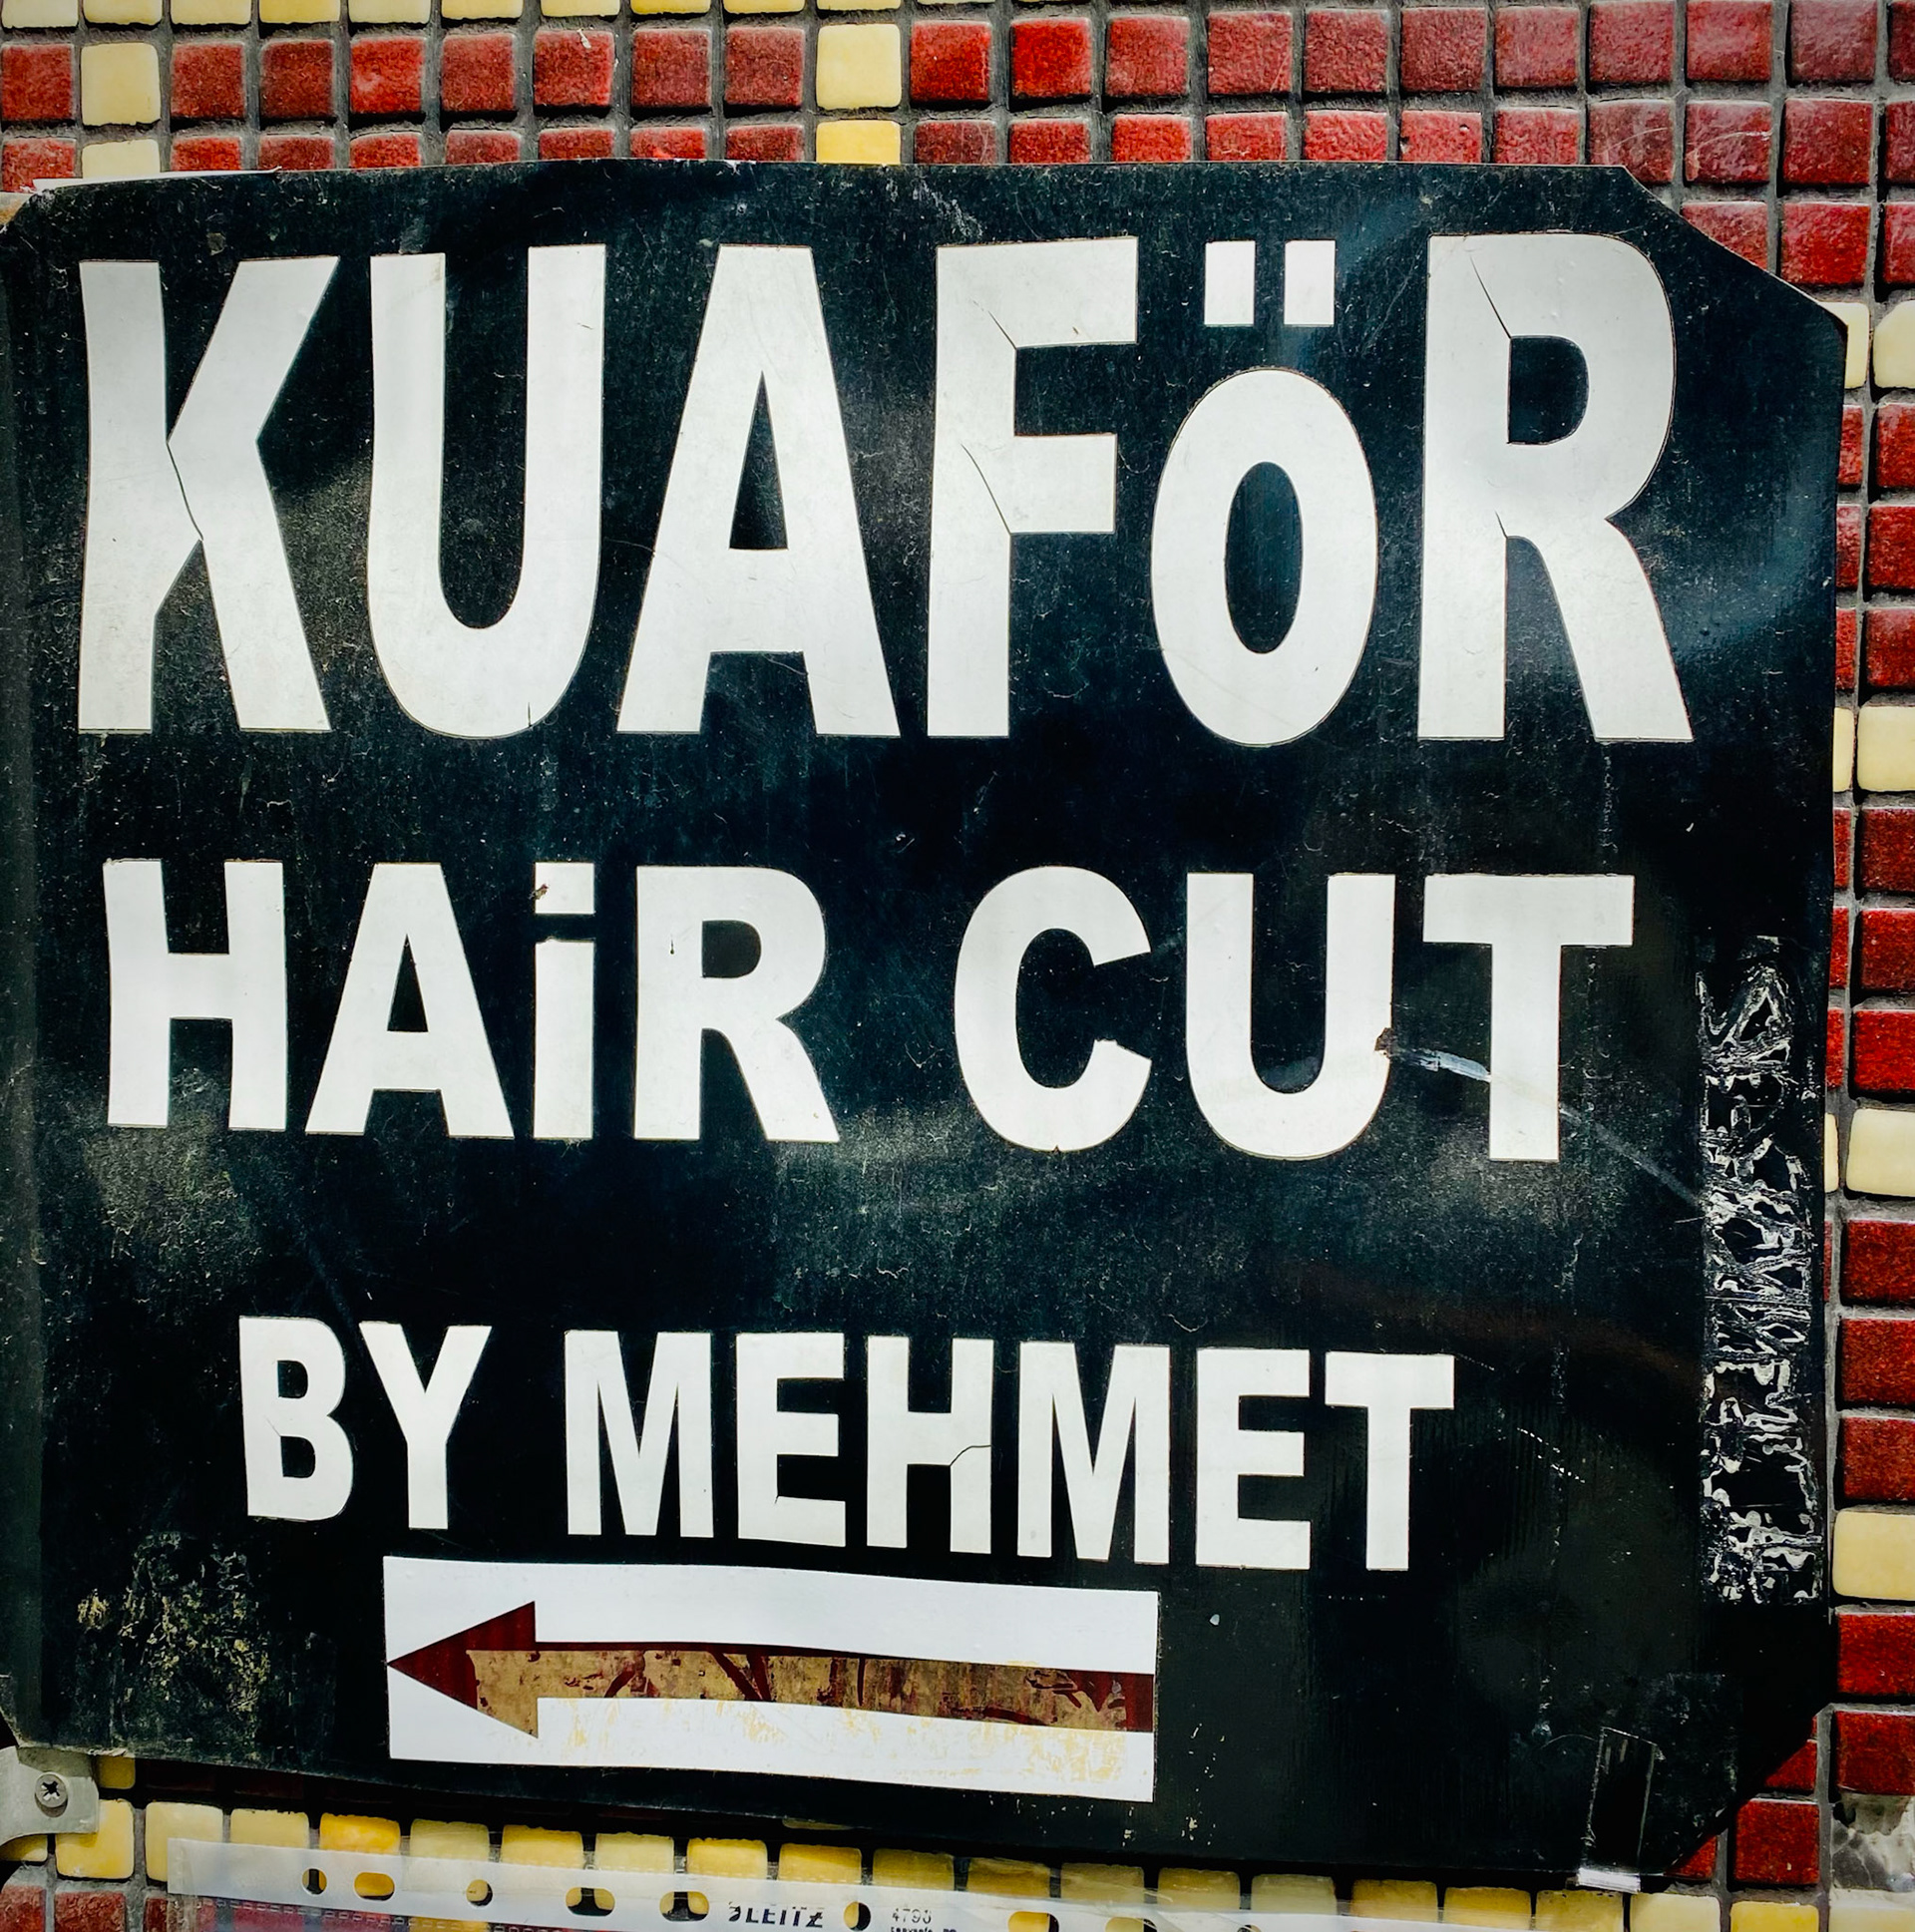 KUAFöR
HAiR CUT
BY MEHMET
LEITZ